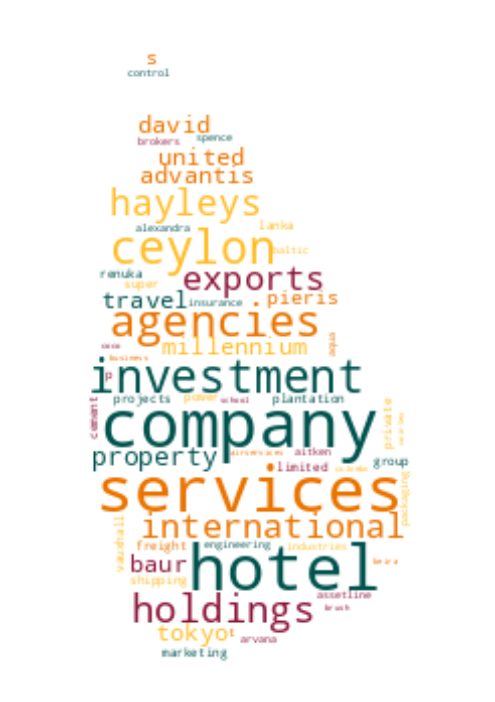 s
control
david
brokers spence
united
advantis
hayleys
alexandra lanka
ceylon baltic
renuka exports
super
travel insurance pieris
agencies
millennium aqua
business
investment
p
projects power school plantation
cement company private
property airservices aitken
limited colombo group
services packaging
international
vauxhall freight engineering industries
baur hotel beira
shipping
holdings assetline
brush
tokyo t arvana
marketing